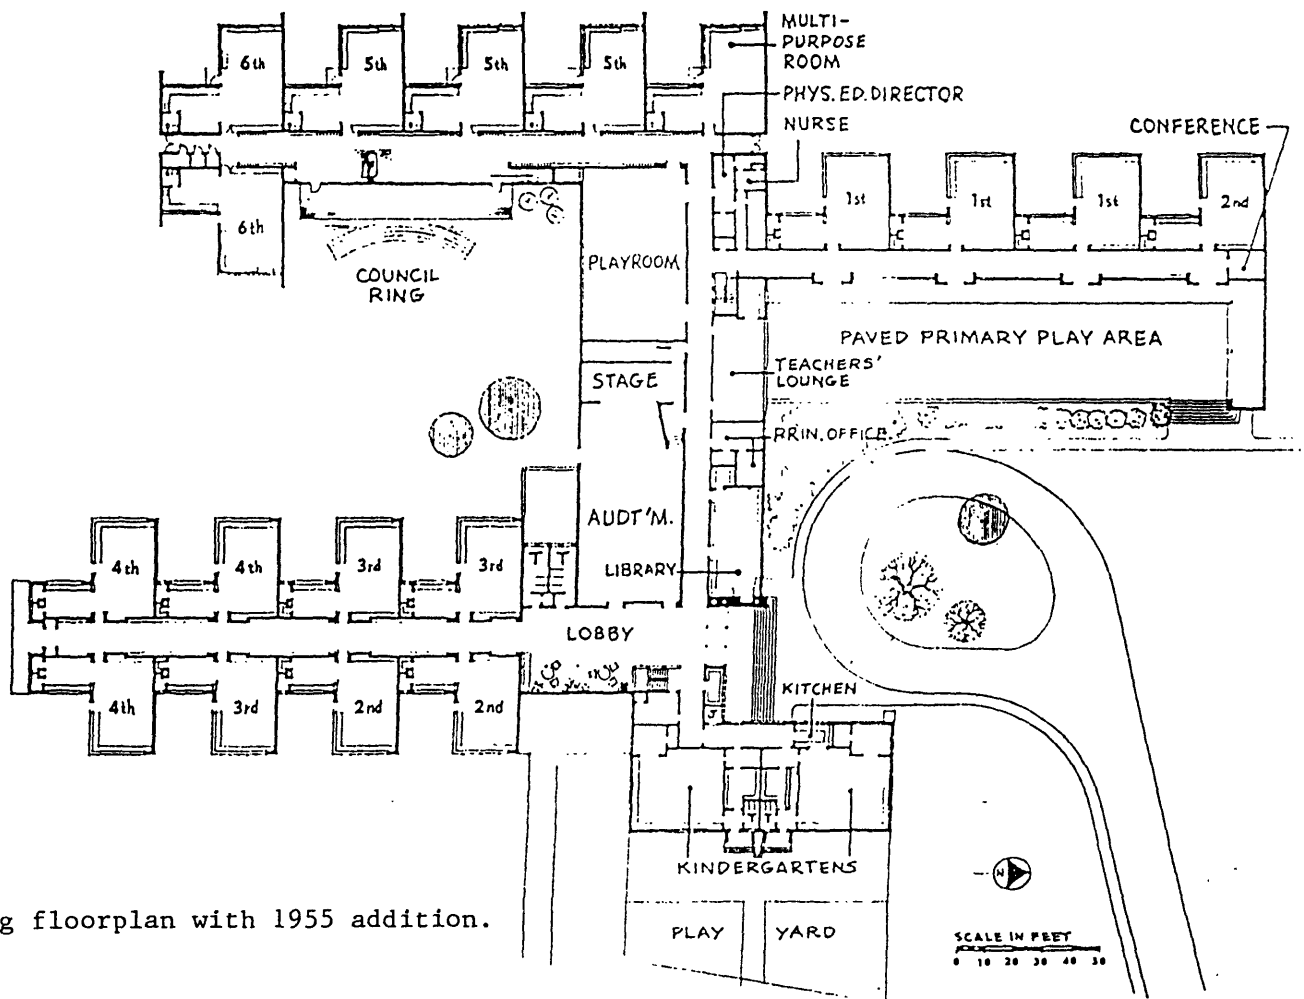 MULTI-
PURPOSE
ROOM
6th
5th
5th
5th
PHYS. ED. DIRECTOR
NURSE
CONFERENCE
1st
1st
1st
2nd
6th
PLAYROOM
COUNCIL
RING
PAVED PRIMARY PLAY AREA
TEACHERS'
LOUNGE
STAGE
PRIN. OFFICE
AUDT'M.
LIBRARY
4th
4th
3rd
3rd
LOBBY
KITCHEN
4th
3rd
2nd
2nd
KINDERGARTENS
N
g floorplan with 1955 addition.
PLAY YARD
SCALE IN FEET
0 10 20 30 40 50